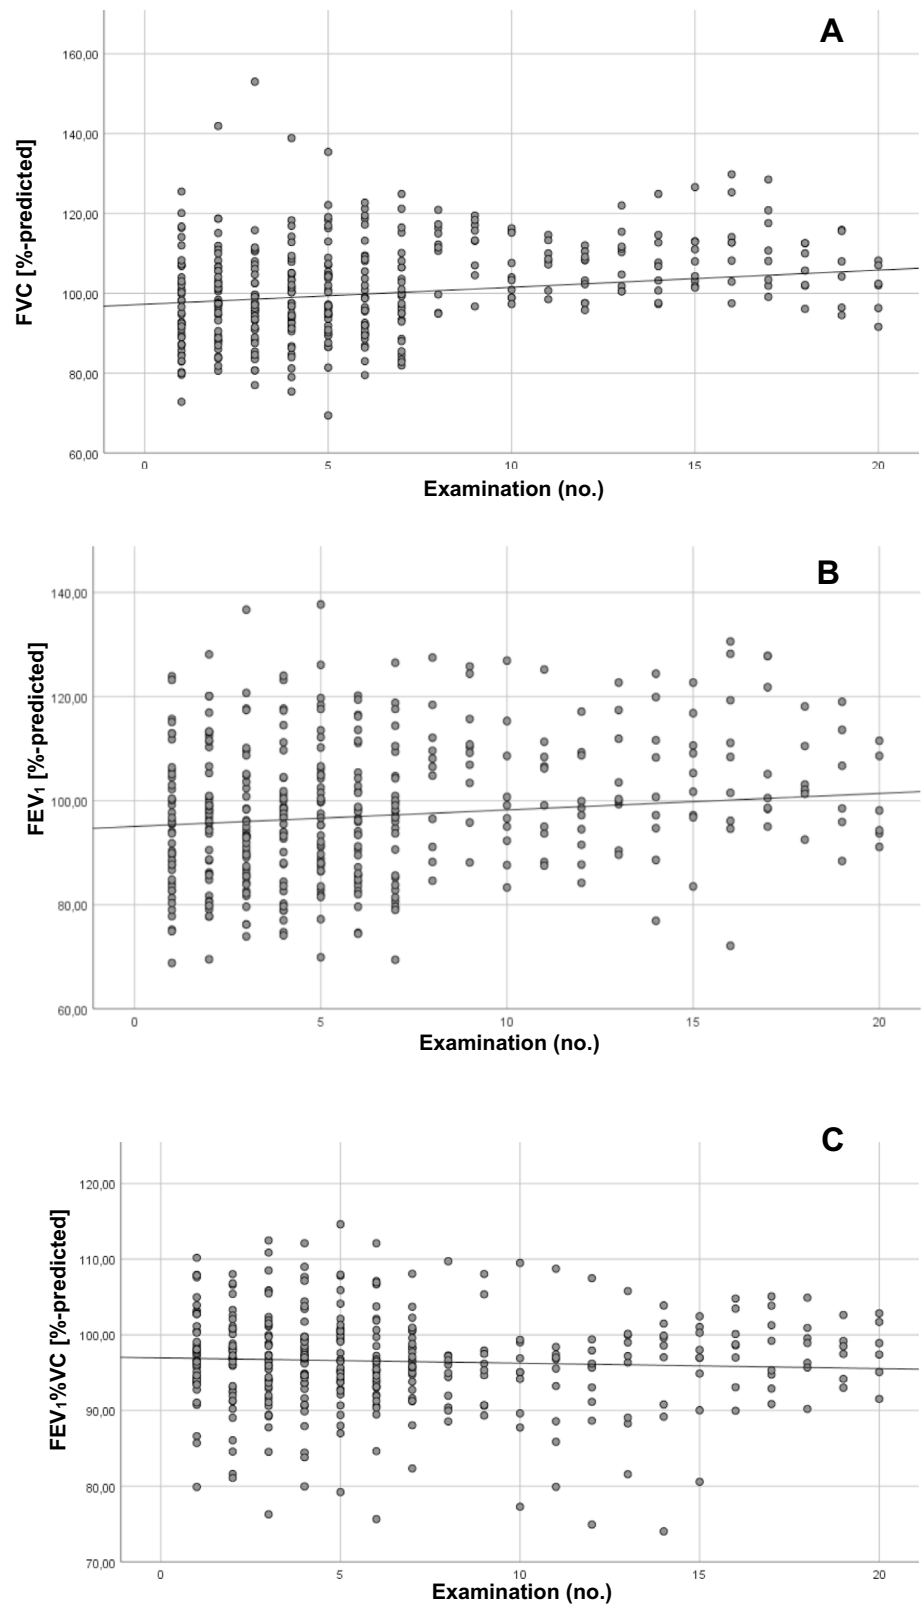 A
160,00
140,00
120,00
100,00
80,00
60,00
FVC [%-predicted]
0 5 10 15 20
Examination (no.)
B
140,00
120,00
100,00
80,00
60,00
FEV₁ [%-predicted]
0 5 10 15 20
Examination (no.)
C
120,00
110,00
100,00
90,00
80,00
70,00
FEV₁%VC [%-predicted]
0 5 10 15 20
Examination (no.)